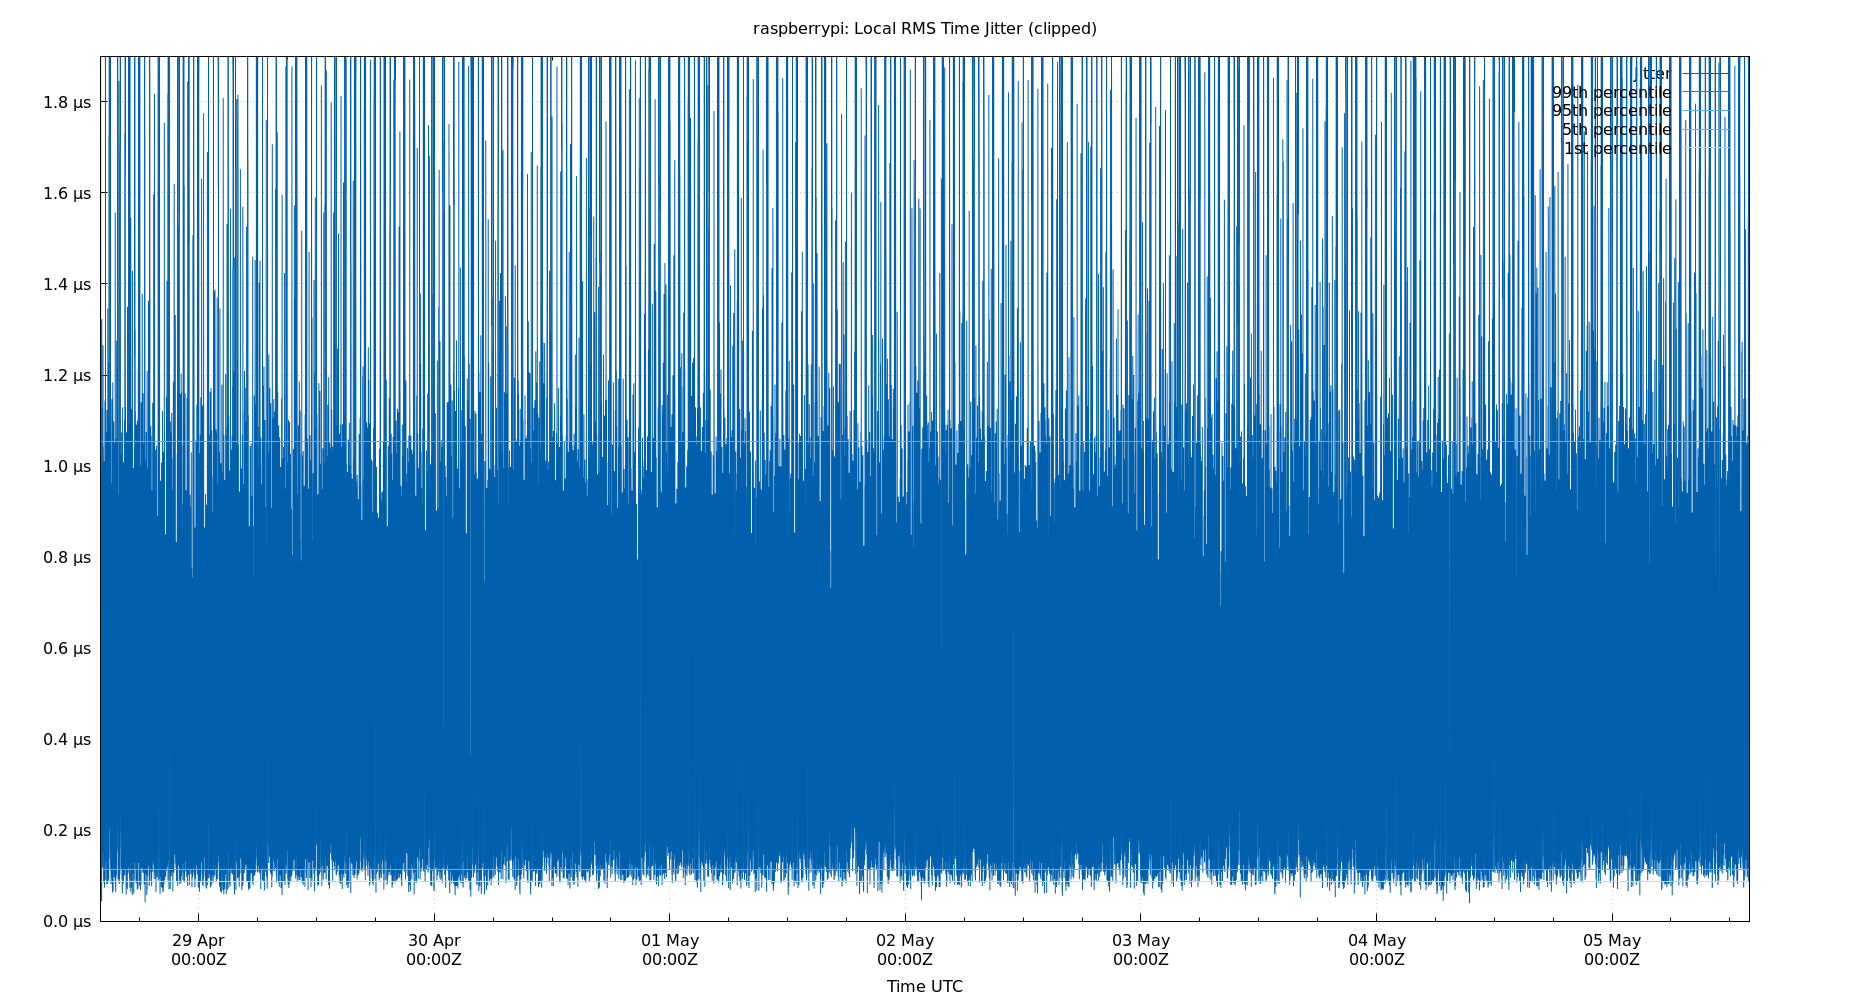 raspberrypi: Local RMS Time Jitter (clipped)
jitter
99th percentile
95th percentile
5th percentile
1st percentile
1.8 µs
1.6 µs
1.4 µs
1.2 µs
1.0 µs
0.8 µs
0.6 µs
0.4 µs
0.2 µs
0.0 µs
29 Apr 30 Apr 01 May 02 May 03 May 04 May 05 May
00:00Z 00:00Z 00:00Z 00:00Z 00:00Z 00:00Z 00:00Z
Time UTC